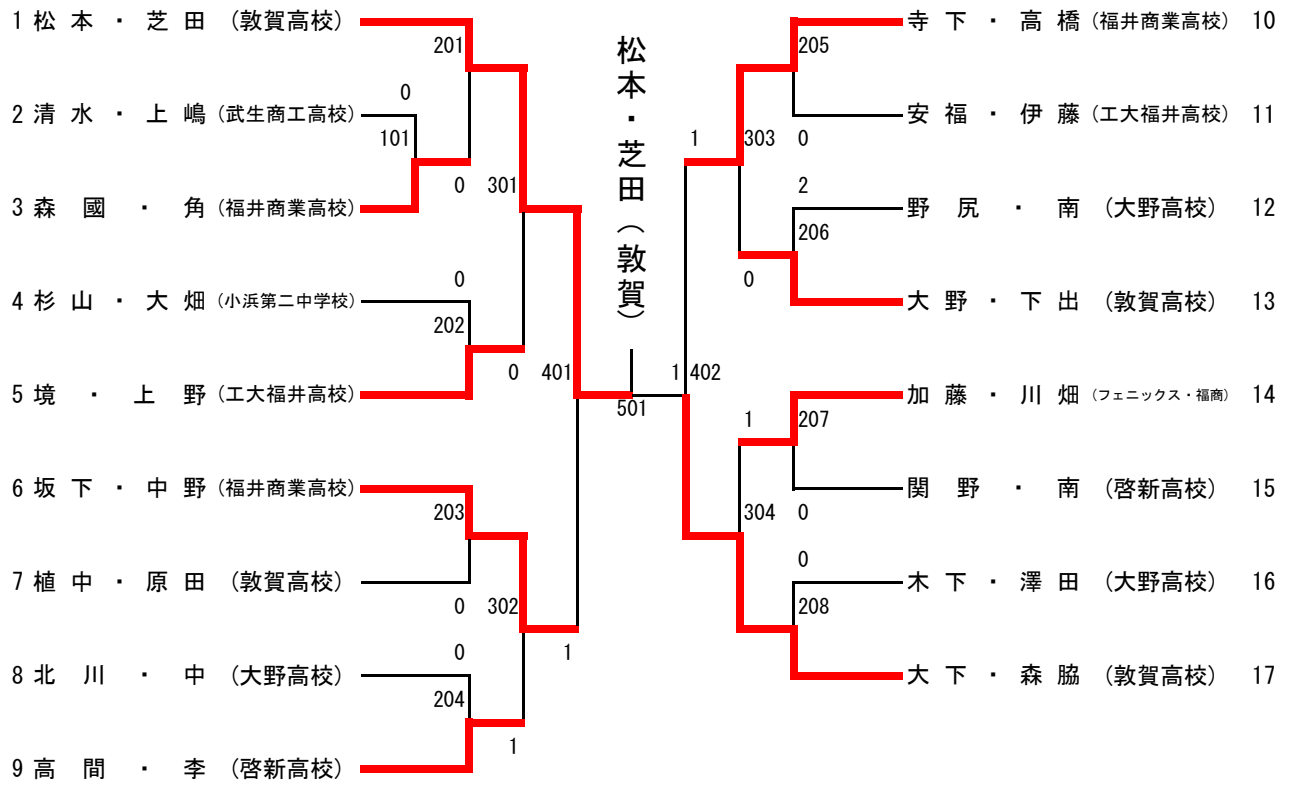 1 松本・芝田 (敦賀高校)
201
0
2 清水・上嶋 (武生商工高校)
101
0 301
3 森國・角 (福井商業高校)
0
4 杉山・大畑 (小浜第二中学校)
202
0 401
5 境・上野 (工大福井高校)
6 坂下・中野 (福井商業高校)
203
7 植中・原田 (敦賀高校)
0 302
0
1
8 北川・中 (大野高校)
204
1
9 高間・李 (啓新高校)
松本・芝田(敦賀)
501
寺下・高橋 (福井商業高校) 10
205
安福・伊藤 (工大福井高校) 11
1 303 0
2
野尻・南 (大野高校) 12
206
0
大野・下出 (敦賀高校) 13
1 402
加藤・川畑 (フェニックス・福商) 14
1 207
関野・南 (啓新高校) 15
304 0
0
木下・澤田 (大野高校) 16
208
大下・森脇 (敦賀高校) 17